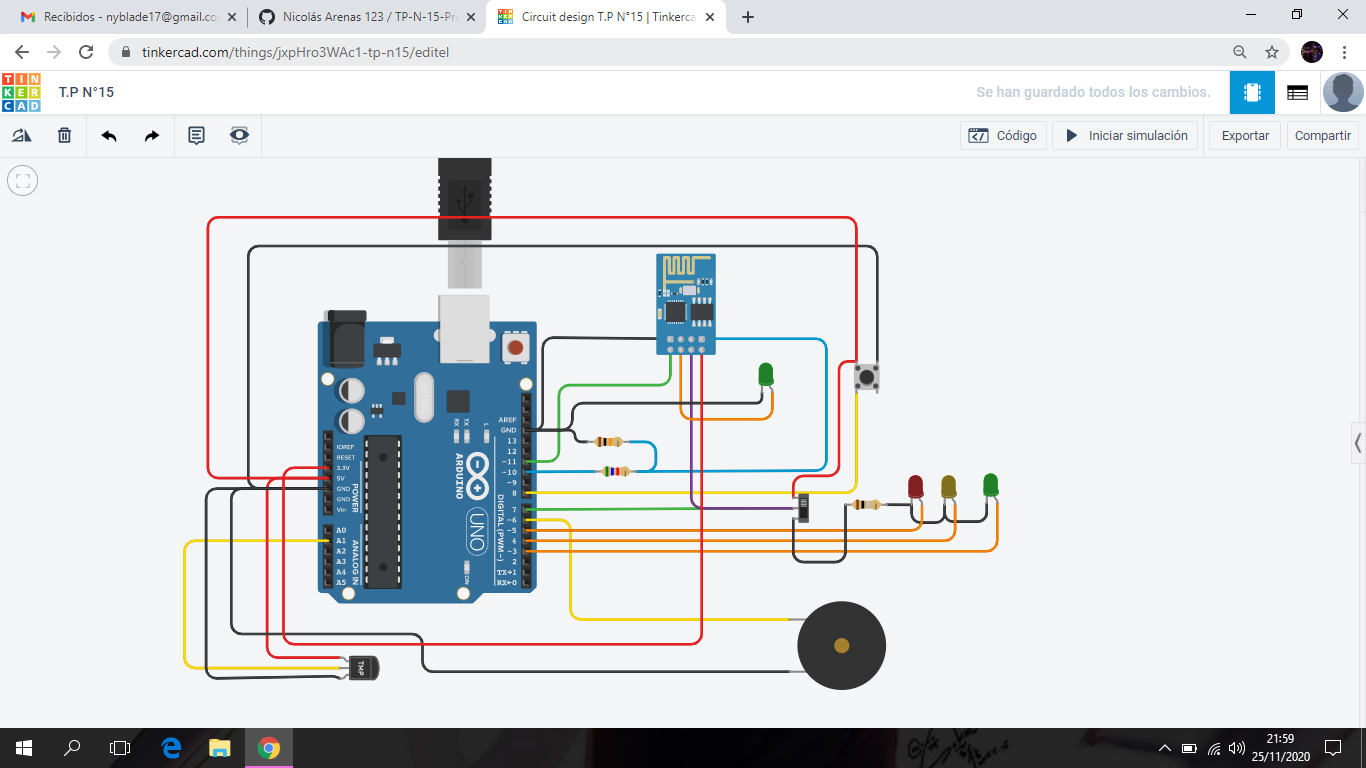 Recibidos - nyblade17@gmail.co
Nicolás Arenas 123 / TP-N-15-Pr
Circuit design T.P N°15 | Tinkerca
tinkercad.com/things/jxpHro3WAc1-tp-n15/editel
TIN
KER
CAD
T.P N°15
Se han guardado todos los cambios.
Código
Iniciar simulación
Exportar
Compartir
AREF
GND
13
12
~11
~10
~9
8
7
~6
~5
4
~3
2
TX→1
RX←0
DIGITAL (PWM~)
IOREF
RESET
3.3V
5V
GND
GND
Vin
POWER
A0
A1
A2
A3
A4
A5
ANALOG IN
RX
TX
L
ARDUINO
UNO
ON
TMP
21:59
25/11/2020